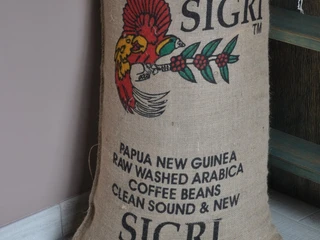 SIGRI
TM
PAPUA NEW GUINEA
RAW WASHED ARABICA
COFFEE BEANS
CLEAN SOUND & NEW
SIGRI